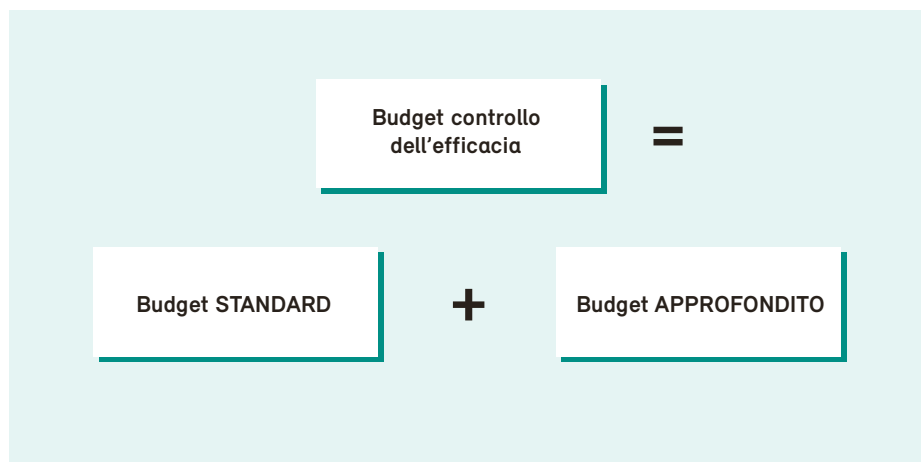 Budget controllo
dell'efficacia
=
Budget STANDARD
+
Budget APPROFONDITO